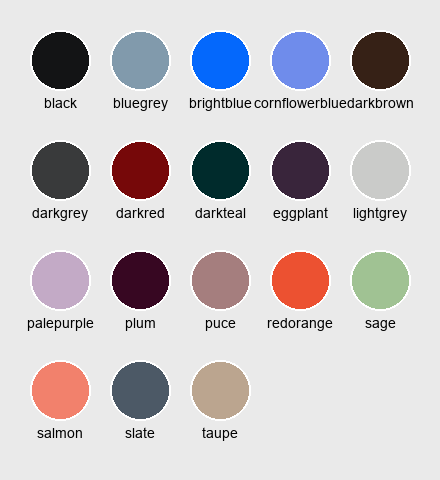 black bluegrey brightblue cornflowerblue darkbrown
darkgrey darkred darkteal eggplant lightgrey
palepurple plum puce redorange sage
salmon slate taupe